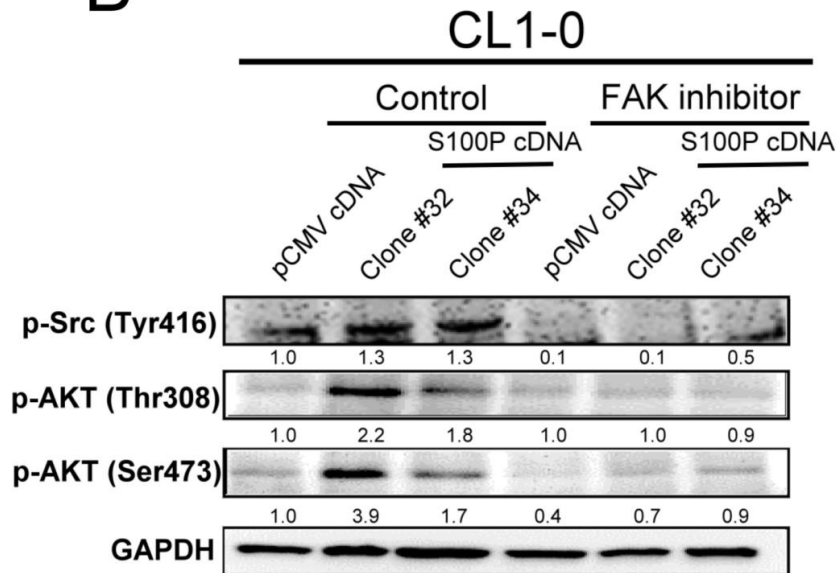 CL1-0
Control FAK inhibitor
S100P cDNA S100P cDNA
pCMV cDNA Clone #32 Clone #34 pCMV cDNA Clone #32 Clone #34
p-Src (Tyr416)
1.0 1.3 1.3 0.1 0.1 0.5
p-AKT (Thr308)
1.0 2.2 1.8 1.0 1.0 0.9
p-AKT (Ser473)
1.0 3.9 1.7 0.4 0.7 0.9
GAPDH